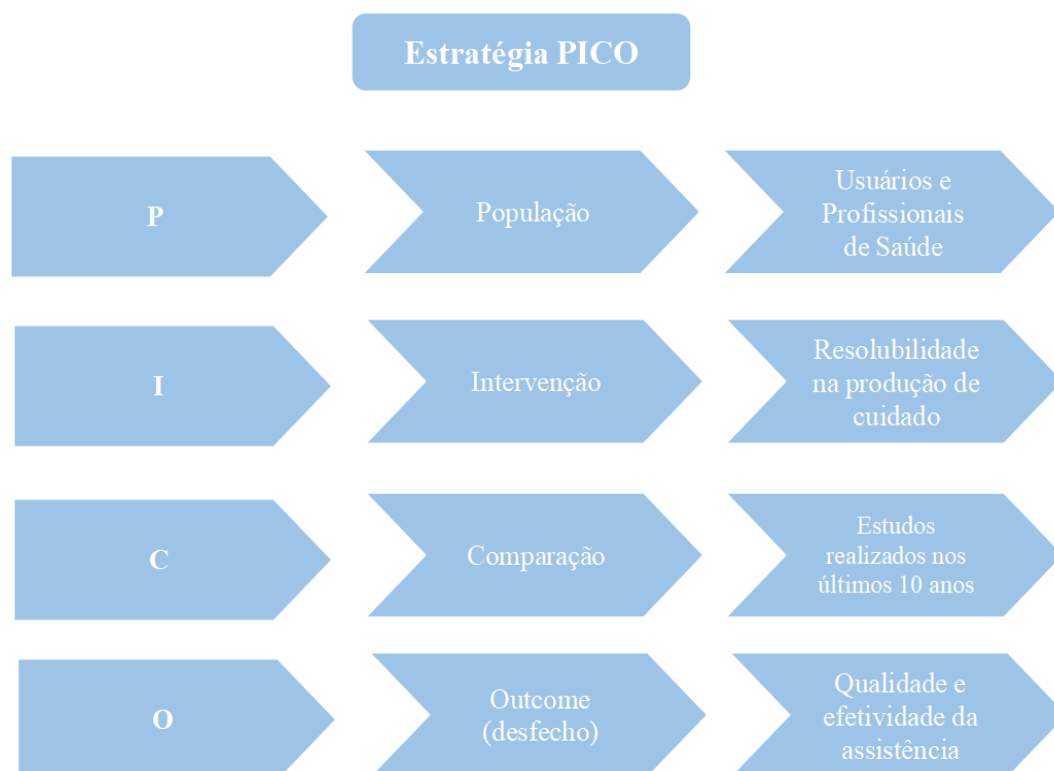 Estratégia PICO
P
População
Usuários e
Profissionais
de Saúde
I
Intervenção
Resolubilidade
na produção de
cuidado
C
Comparação
Estudos
realizados nos
últimos 10 anos
O
Outcome
(desfecho)
Qualidade e
efetividade da
assistência